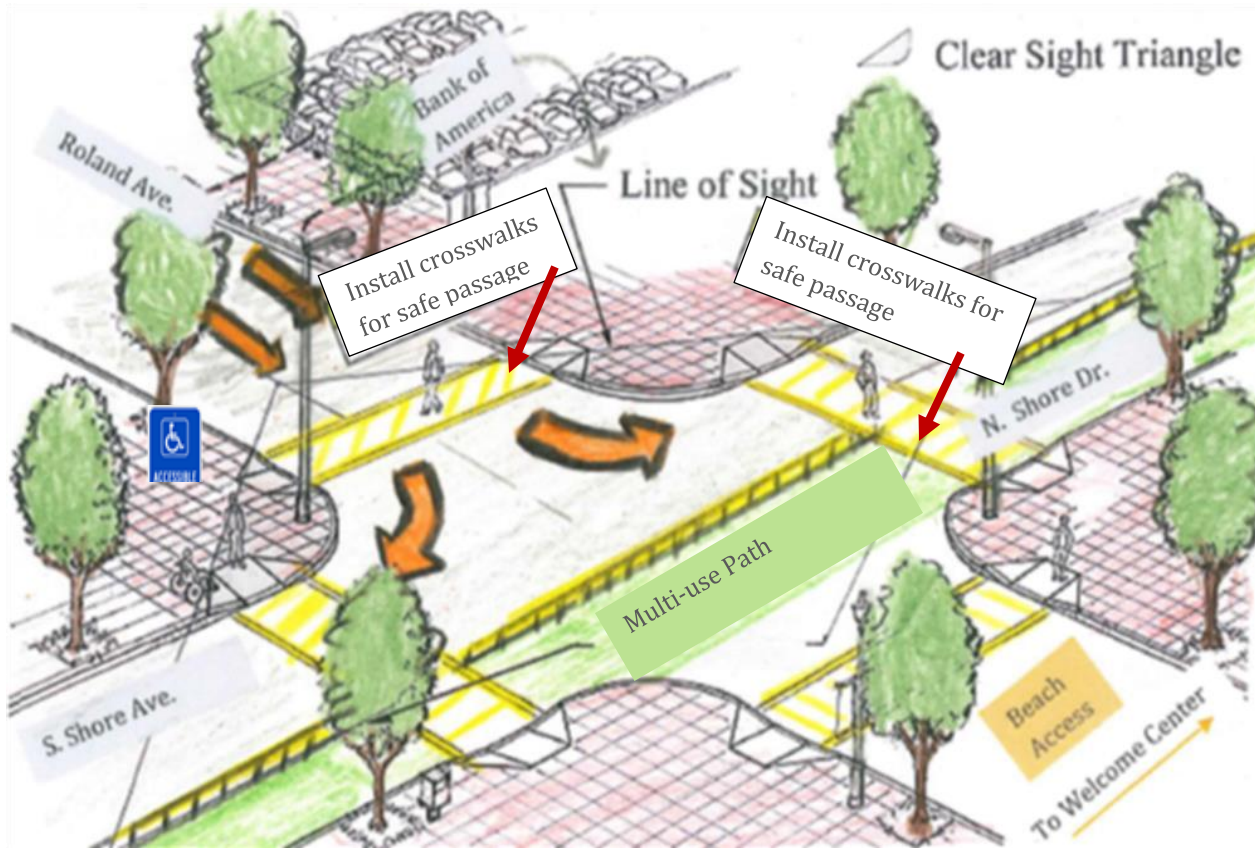 Clear Sight Triangle
Bank of
America
Roland Ave.
Line of Sight
Install crosswalks
for safe passage
Install crosswalks for
safe passage
N. Shore Dr.
ACCESSIBLE
Multi-use Path
S. Shore Ave.
Beach
Access
To Welcome Center